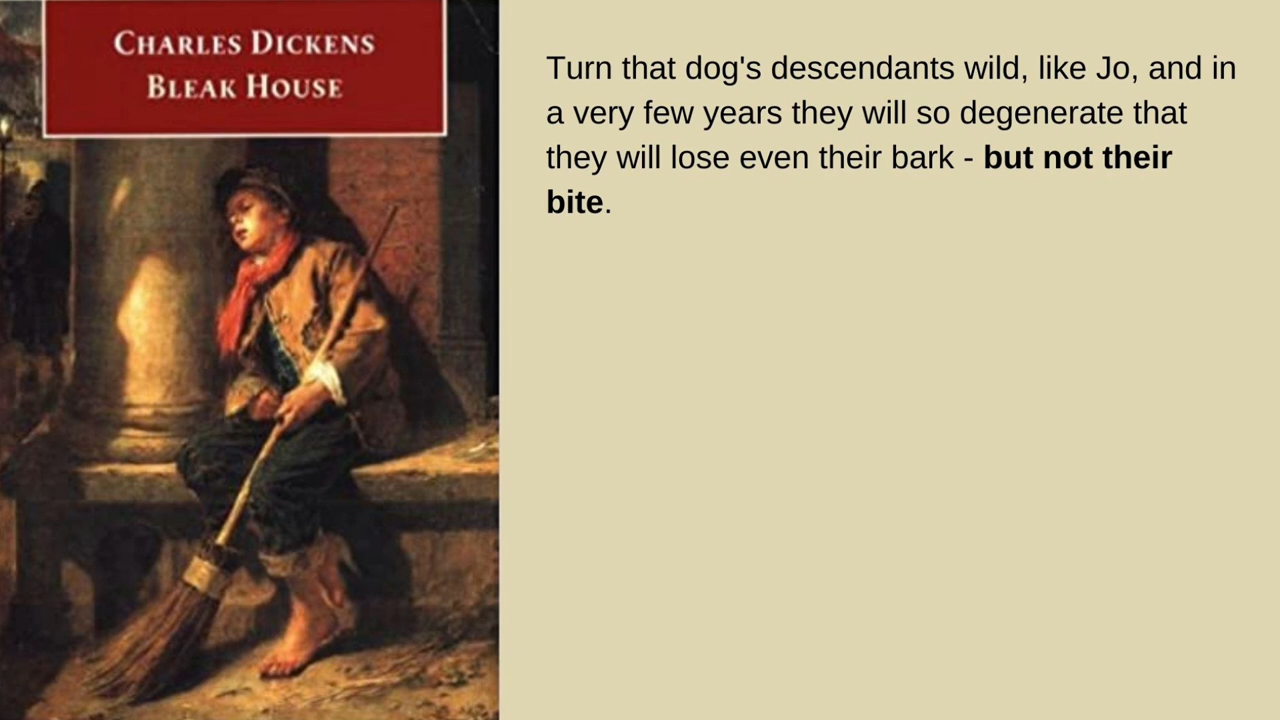 CHARLES DICKENS
BLEAK HOUSE
Turn that dog's descendants wild, like Jo, and in
a very few years they will so degenerate that
they will lose even their bark - but not their
bite.